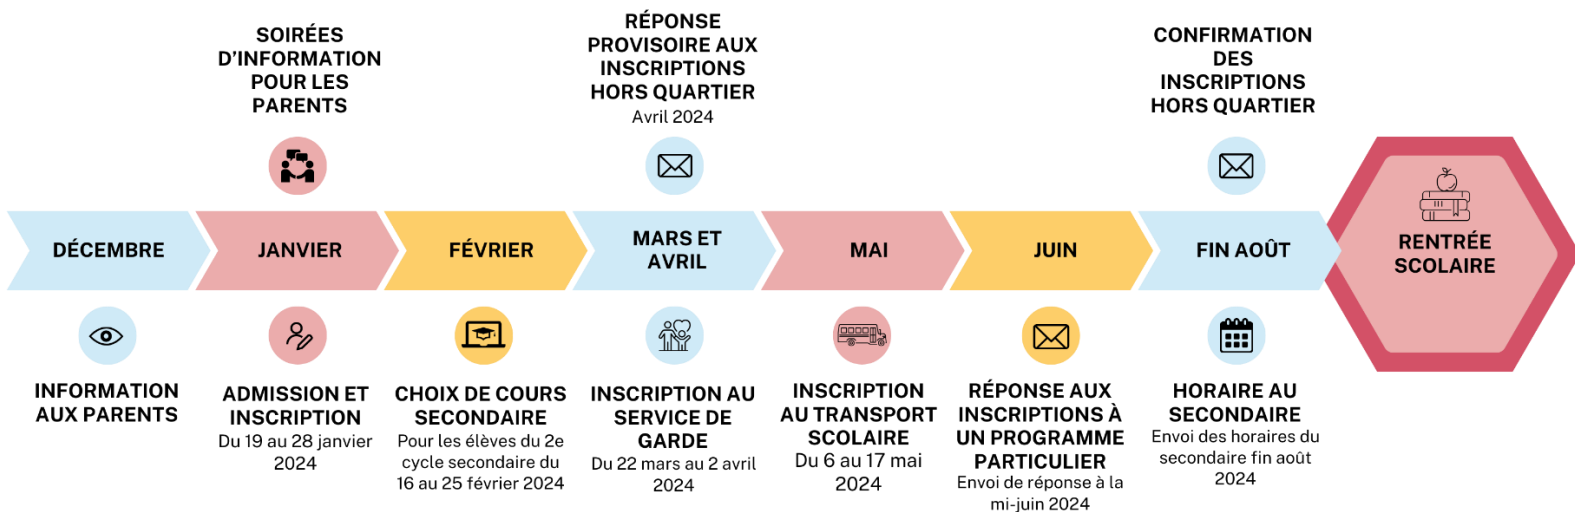 SOIRÉES
D'INFORMATION
POUR LES
PARENTS
RÉPONSE
PROVISOIRE AUX
INSCRIPTIONS
HORS QUARTIER
Avril 2024
CONFIRMATION
DES
INSCRIPTIONS
HORS QUARTIER
DÉCEMBRE
JANVIER
FÉVRIER
MARS ET
AVRIL
MAI
JUIN
FIN AOÛT
RENTRÉE
SCOLAIRE
INFORMATION
AUX PARENTS
ADMISSION ET
INSCRIPTION
Du 19 au 28 janvier
2024
CHOIX DE COURS
SECONDAIRE
Pour les élèves du 2e
cycle secondaire du
16 au 25 février 2024
INSCRIPTION AU
SERVICE DE
GARDE
Du 22 mars au 2 avril
2024
INSCRIPTION
AU TRANSPORT
SCOLAIRE
Du 6 au 17 mai
2024
RÉPONSE AUX
INSCRIPTIONS À
UN PROGRAMME
PARTICULIER
Envoi de réponse à la
mi-juin 2024
HORAIRE AU
SECONDAIRE
Envoi des horaires du
secondaire fin août
2024